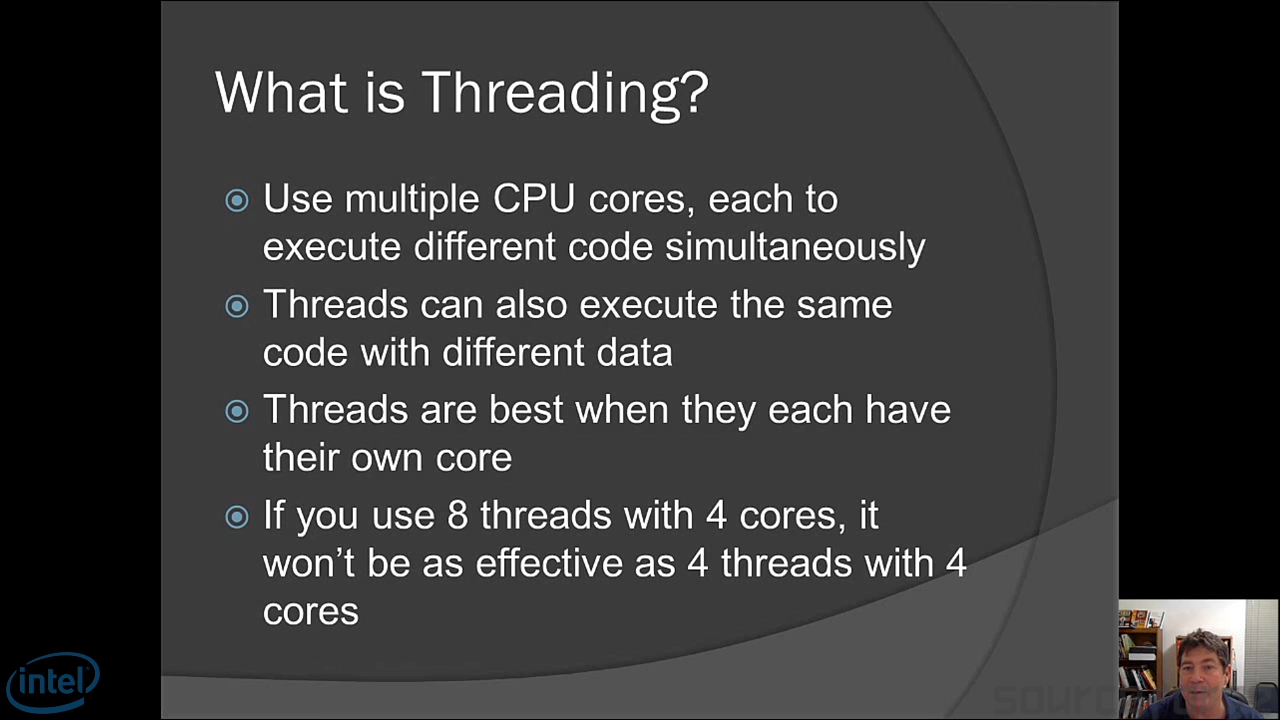 What is Threading?
Use multiple CPU cores, each to
execute different code simultaneously
Threads can also execute the same
code with different data
Threads are best when they each have
their own core
If you use 8 threads with 4 cores, it
won’t be as effective as 4 threads with 4
cores
intel